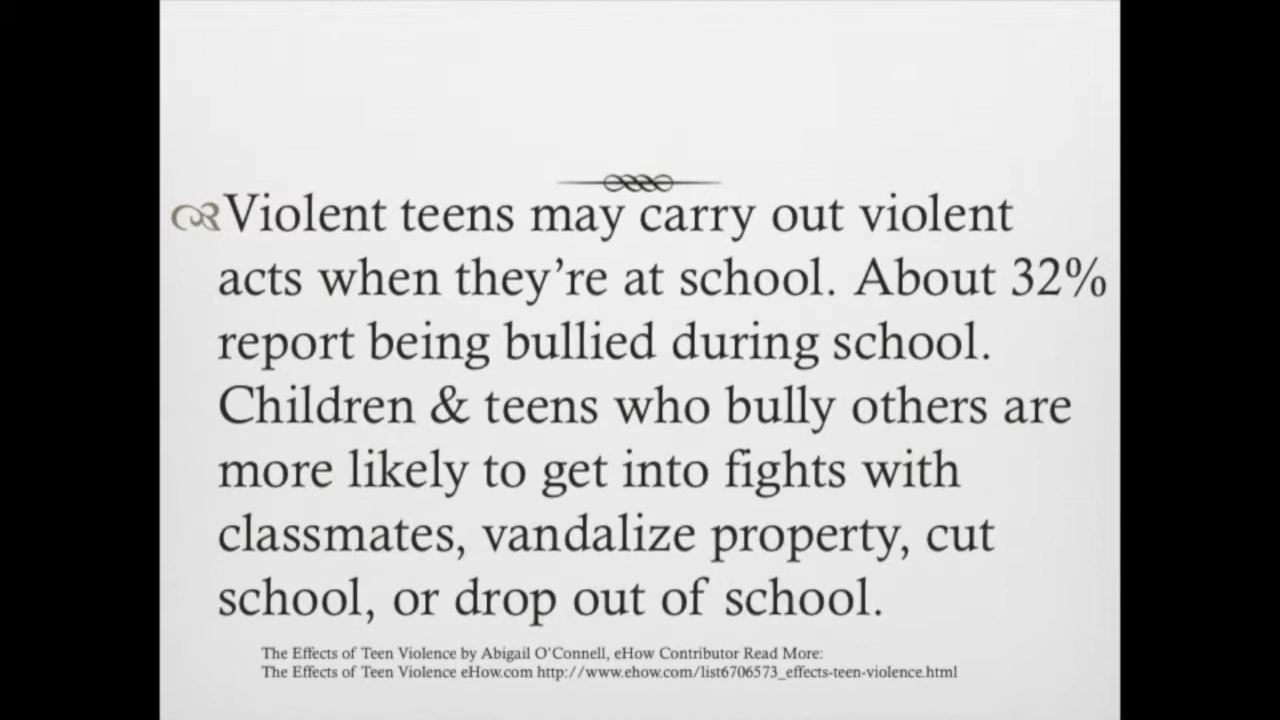 Violent teens may carry out violent
acts when they’re at school. About 32%
report being bullied during school.
Children & teens who bully others are
more likely to get into fights with
classmates, vandalize property, cut
school, or drop out of school.
The Effects of Teen Violence by Abigail O’Connell, eHow Contributor Read More:
The Effects of Teen Violence eHow.com http://www.ehow.com/list6706573_effects-teen-violence.html